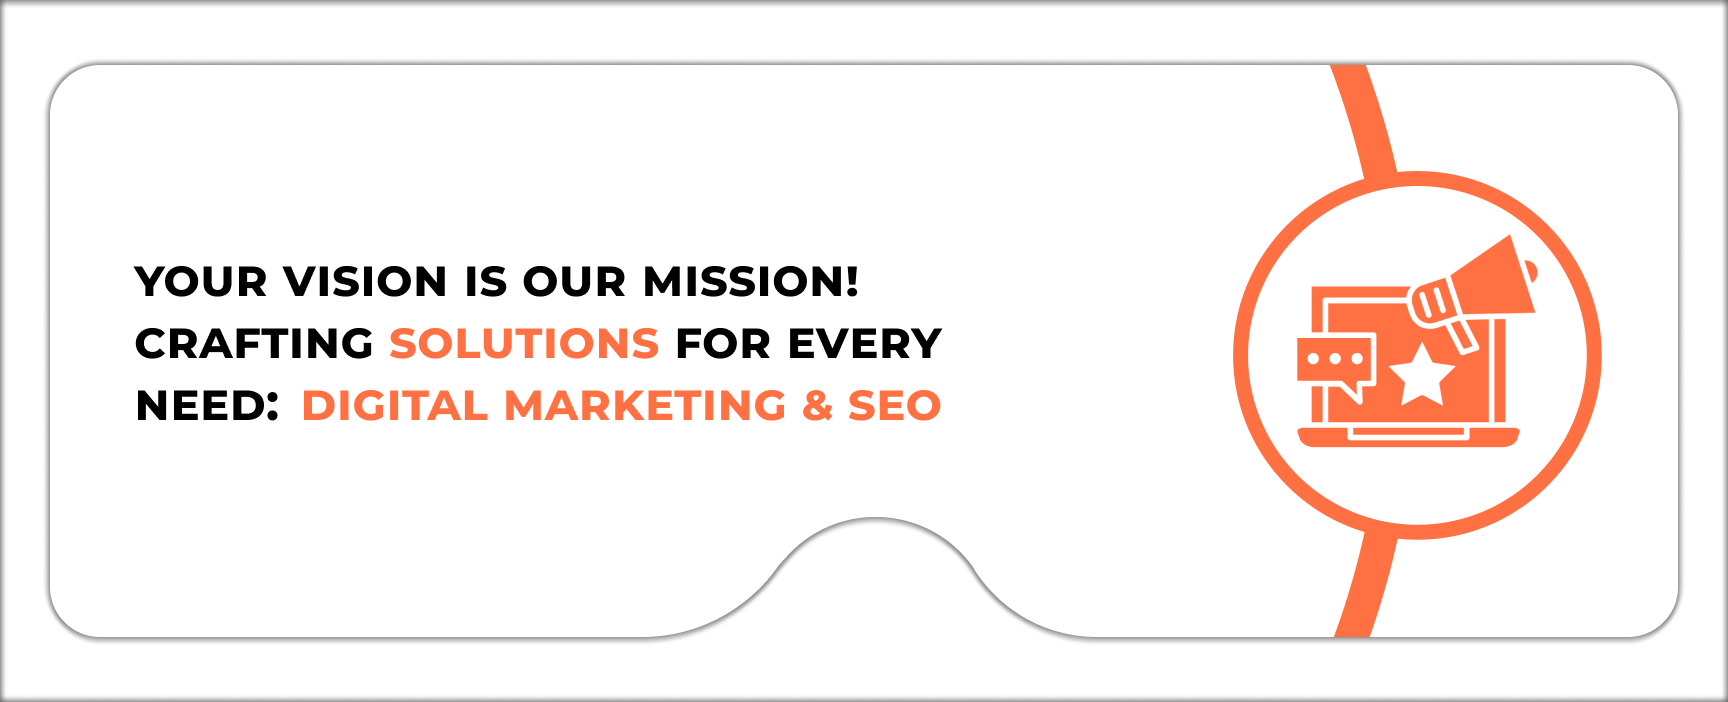 YOUR VISION IS OUR MISSION!
CRAFTING SOLUTIONS FOR EVERY
NEED: DIGITAL MARKETING & SEO